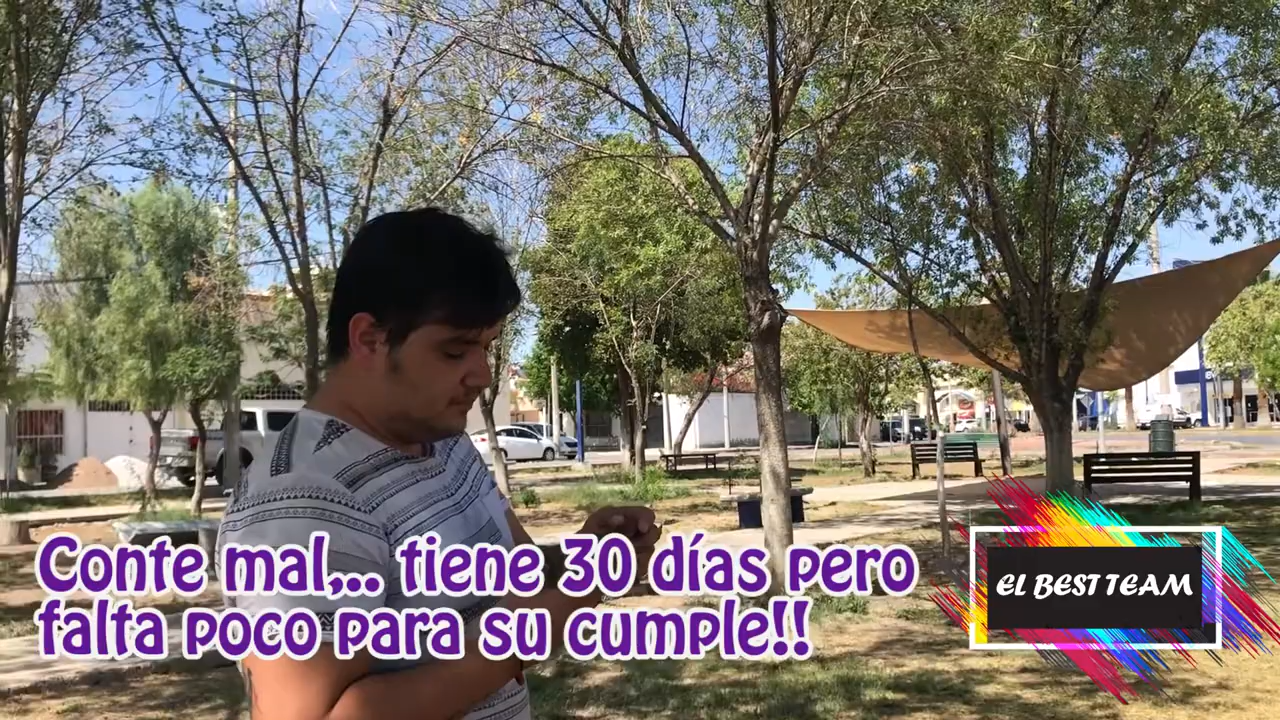 Conte mal,.. tiene 30 días pero
falta poco para su cumple!!
EL BEST TEAM